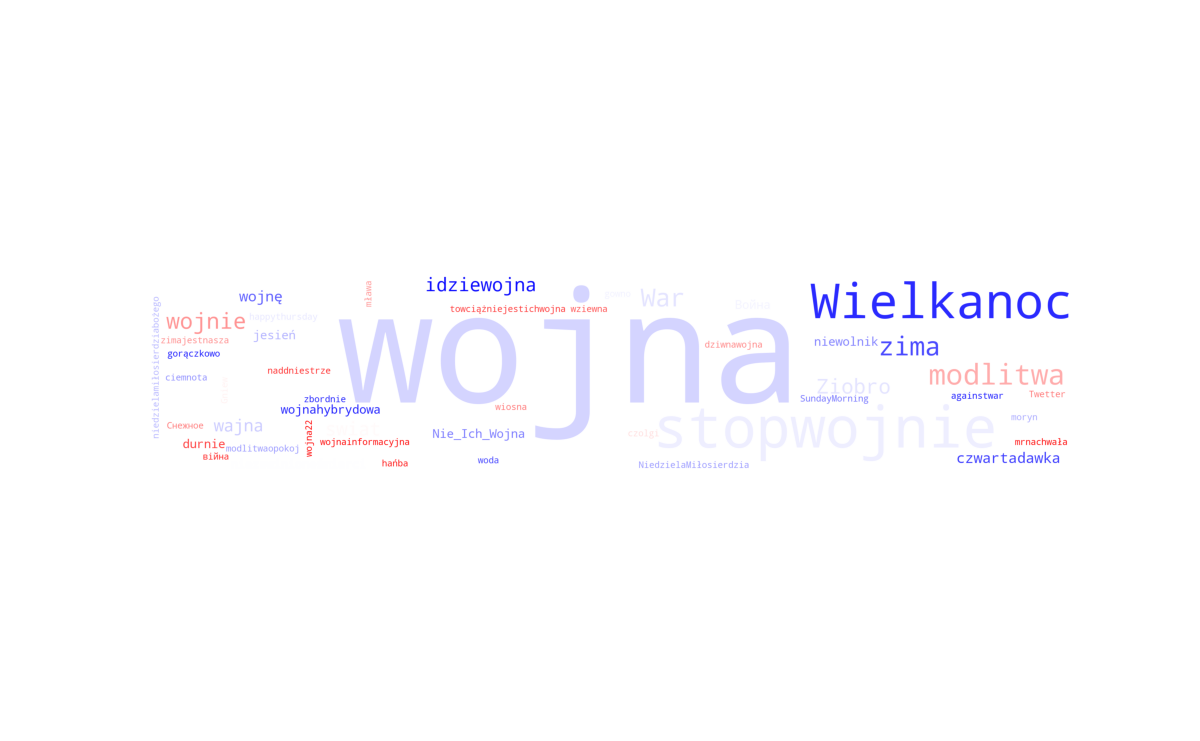 idziewojna
Wielkanoc
wojnę
mława
War
Война
towciążniejestichwojna
wziewna
happythursday
wojnie
jesień
zimajestnasza
gorączkowo
niedzielamiłosierdziabożego
ciemnota
naddniestrze
wojna
dziwnawojna
niewolnik
zima
modlitwa
Ziobro
againstwar
Twetter
SundayMorning
zbordnie
wojnahybrydowa
wiosna
stopwojnie
moryn
Снежное
wajna
wojna22
Nie_Ich_Wojna
czolgi
durnie
modlitwaopokoj
wojnainformacyjna
mrnachwała
війна
hańba
woda
NiedzielaMiłosierdzia
czwartadawka